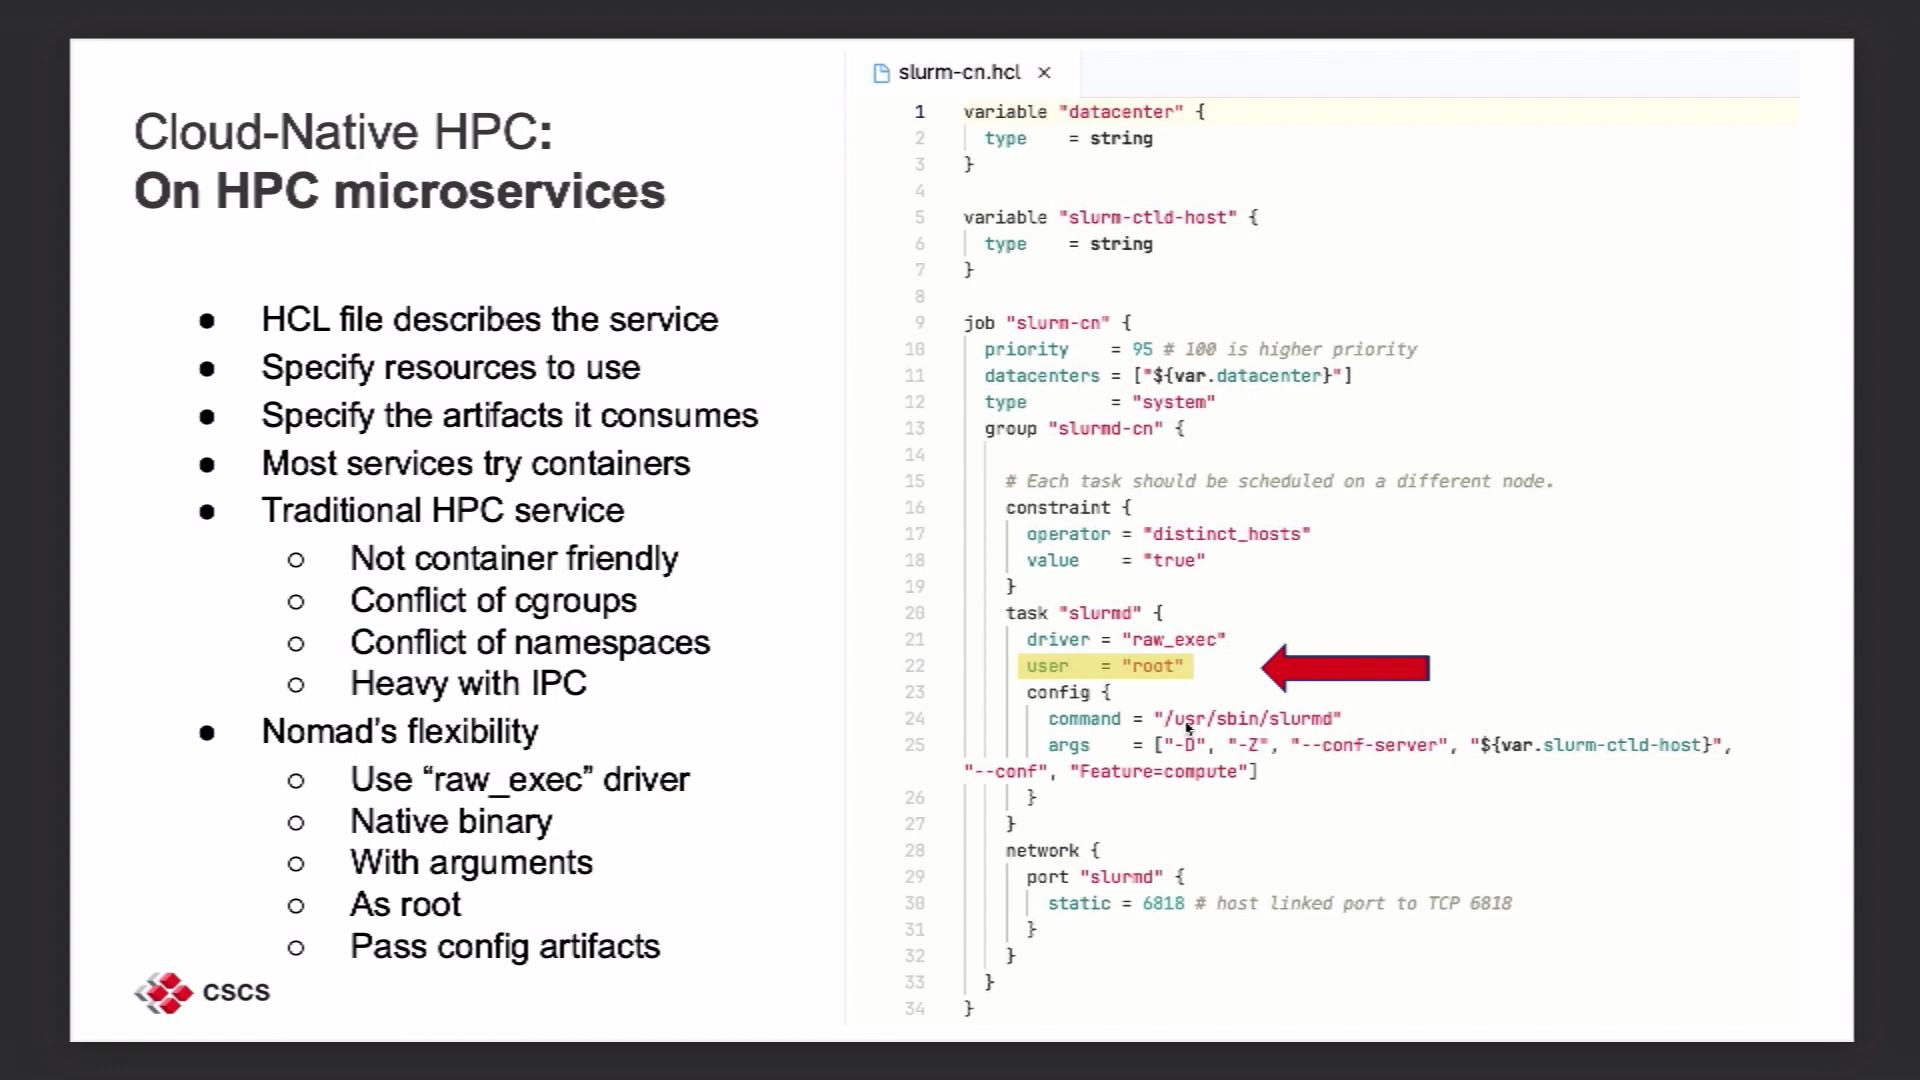 Cloud-Native HPC:
On HPC microservices
● HCL file describes the service
● Specify resources to use
● Specify the artifacts it consumes
● Most services try containers
● Traditional HPC service
○ Not container friendly
○ Conflict of cgroups
○ Conflict of namespaces
○ Heavy with IPC
● Nomad's flexibility
○ Use “raw_exec” driver
○ Native binary
○ With arguments
○ As root
○ Pass config artifacts
CSCS
slurm-cn.hcl ×
1 variable "datacenter" {
2 type = string
3 }
4
5 variable "slurm-ctld-host" {
6 type = string
7 }
8
9 job "slurm-cn" {
10 priority = 95 # 100 is higher priority
11 datacenters = ["${var.datacenter}"]
12 type = "system"
13 group "slurmd-cn" {
14
15 # Each task should be scheduled on a different node.
16 constraint {
17 operator = "distinct_hosts"
18 value = "true"
19 }
20 task "slurmd" {
21 driver = "raw_exec"
22 user = "root"
23 config {
24 command = "/usr/sbin/slurmd"
25 args = ["-D", "-Z", "--conf-server", "${var.slurm-ctld-host}",
"--conf", "Feature=compute"]
26 }
27 }
28 network {
29 port "slurmd" {
30 static = 6818 # host linked port to TCP 6818
31 }
32 }
33 }
34 }